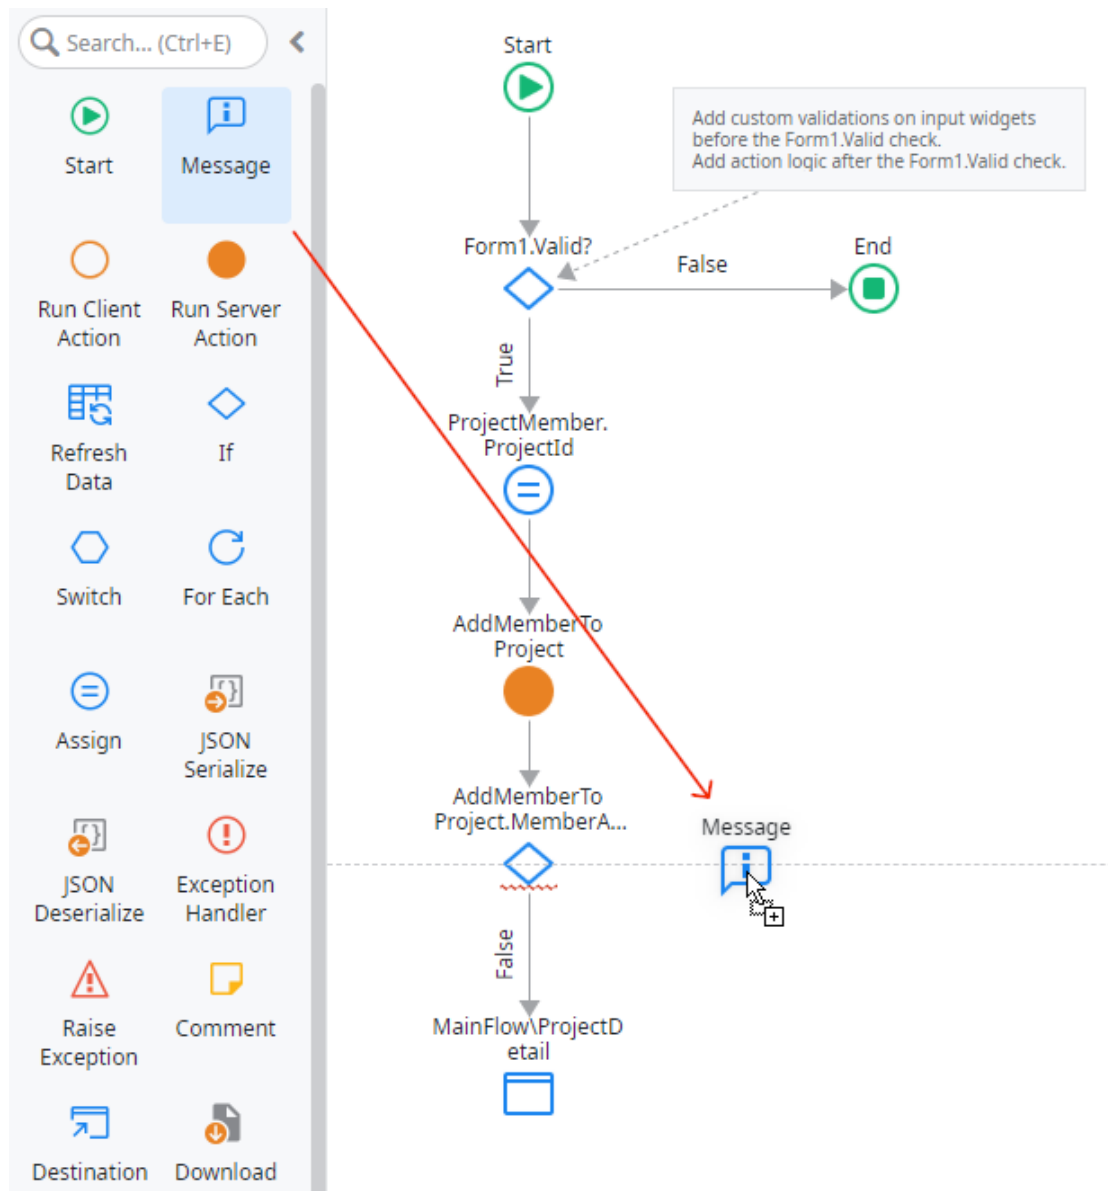 Search... (Ctrl+E)
Start
Message
Run Client
Action
Run Server
Action
Refresh
Data
If
Switch
For Each
Assign
JSON
Serialize
JSON
Deserialize
Exception
Handler
Raise
Exception
Comment
Destination
Download
Start
Add custom validations on input widgets
before the Form1.Valid check.
Add action logic after the Form1.Valid check.
Form1.Valid?
False
End
True
ProjectMember.
ProjectId
AddMemberTo
Project
AddMemberTo
Project.MemberA...
Message
False
MainFlow\ProjectD
etail